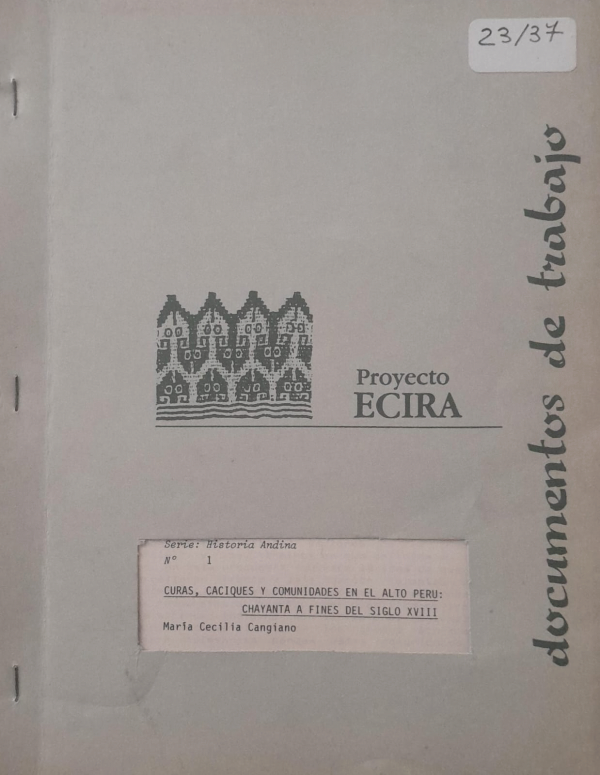 23/37
documentos de trabajo
Proyecto
ECIRA
Serie: Historia Andina
Nº 1
CURAS, CACIQUES Y COMUNIDADES EN EL ALTO PERU:
CHAYANTA A FINES DEL SIGLO XVIII
María Cecilia Cangiano